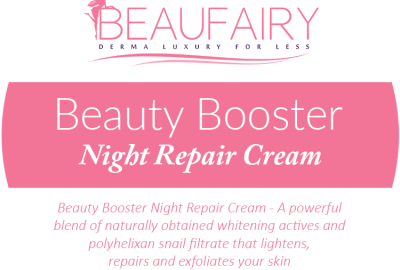 BEAUFAIRY
DERMA LUXURY FOR LESS
Beauty Booster
Night Repair Cream
Beauty Booster Night Repair Cream - A powerful
blend of naturally obtained whitening actives and
polyhelixan snail filtrate that lightens,
repairs and exfoliates your skin